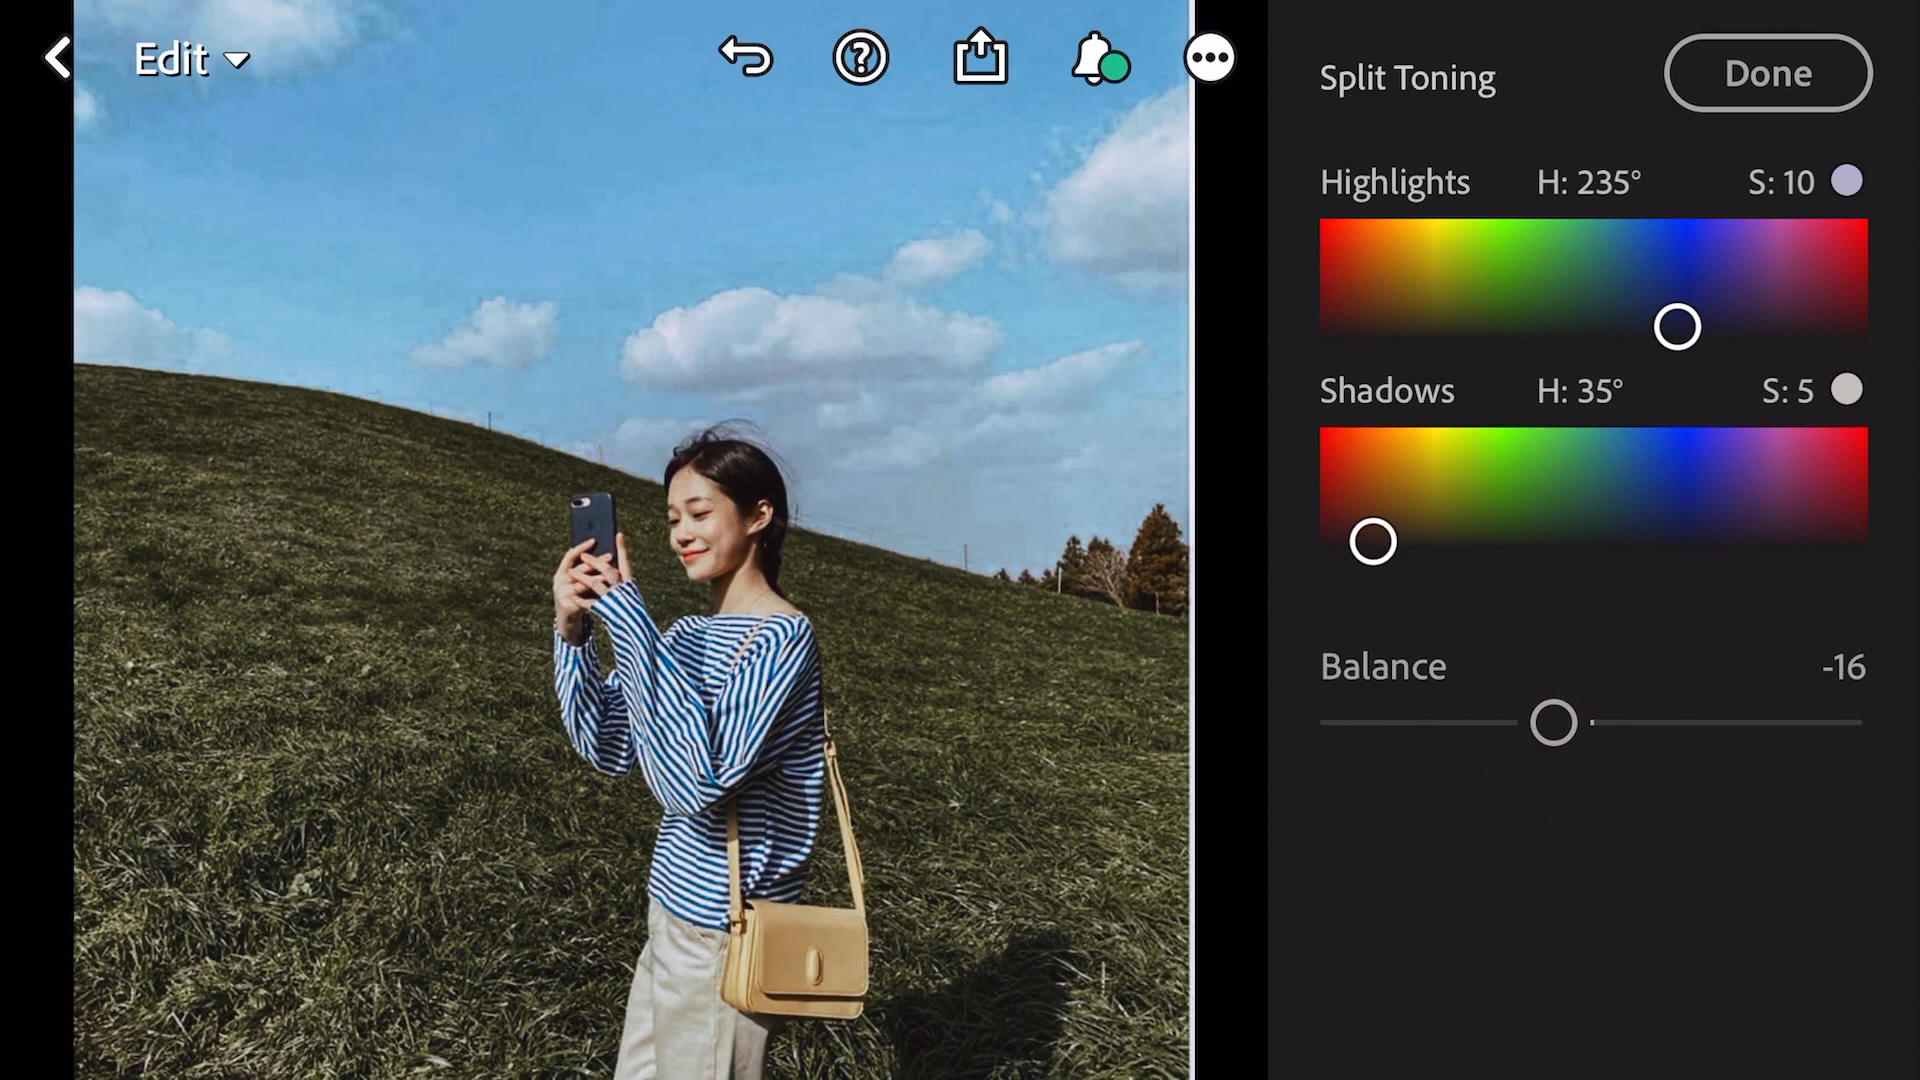 Edit
Split Toning
Done
Highlights H: 235° S: 10
Shadows H: 35° S: 5
Balance -16